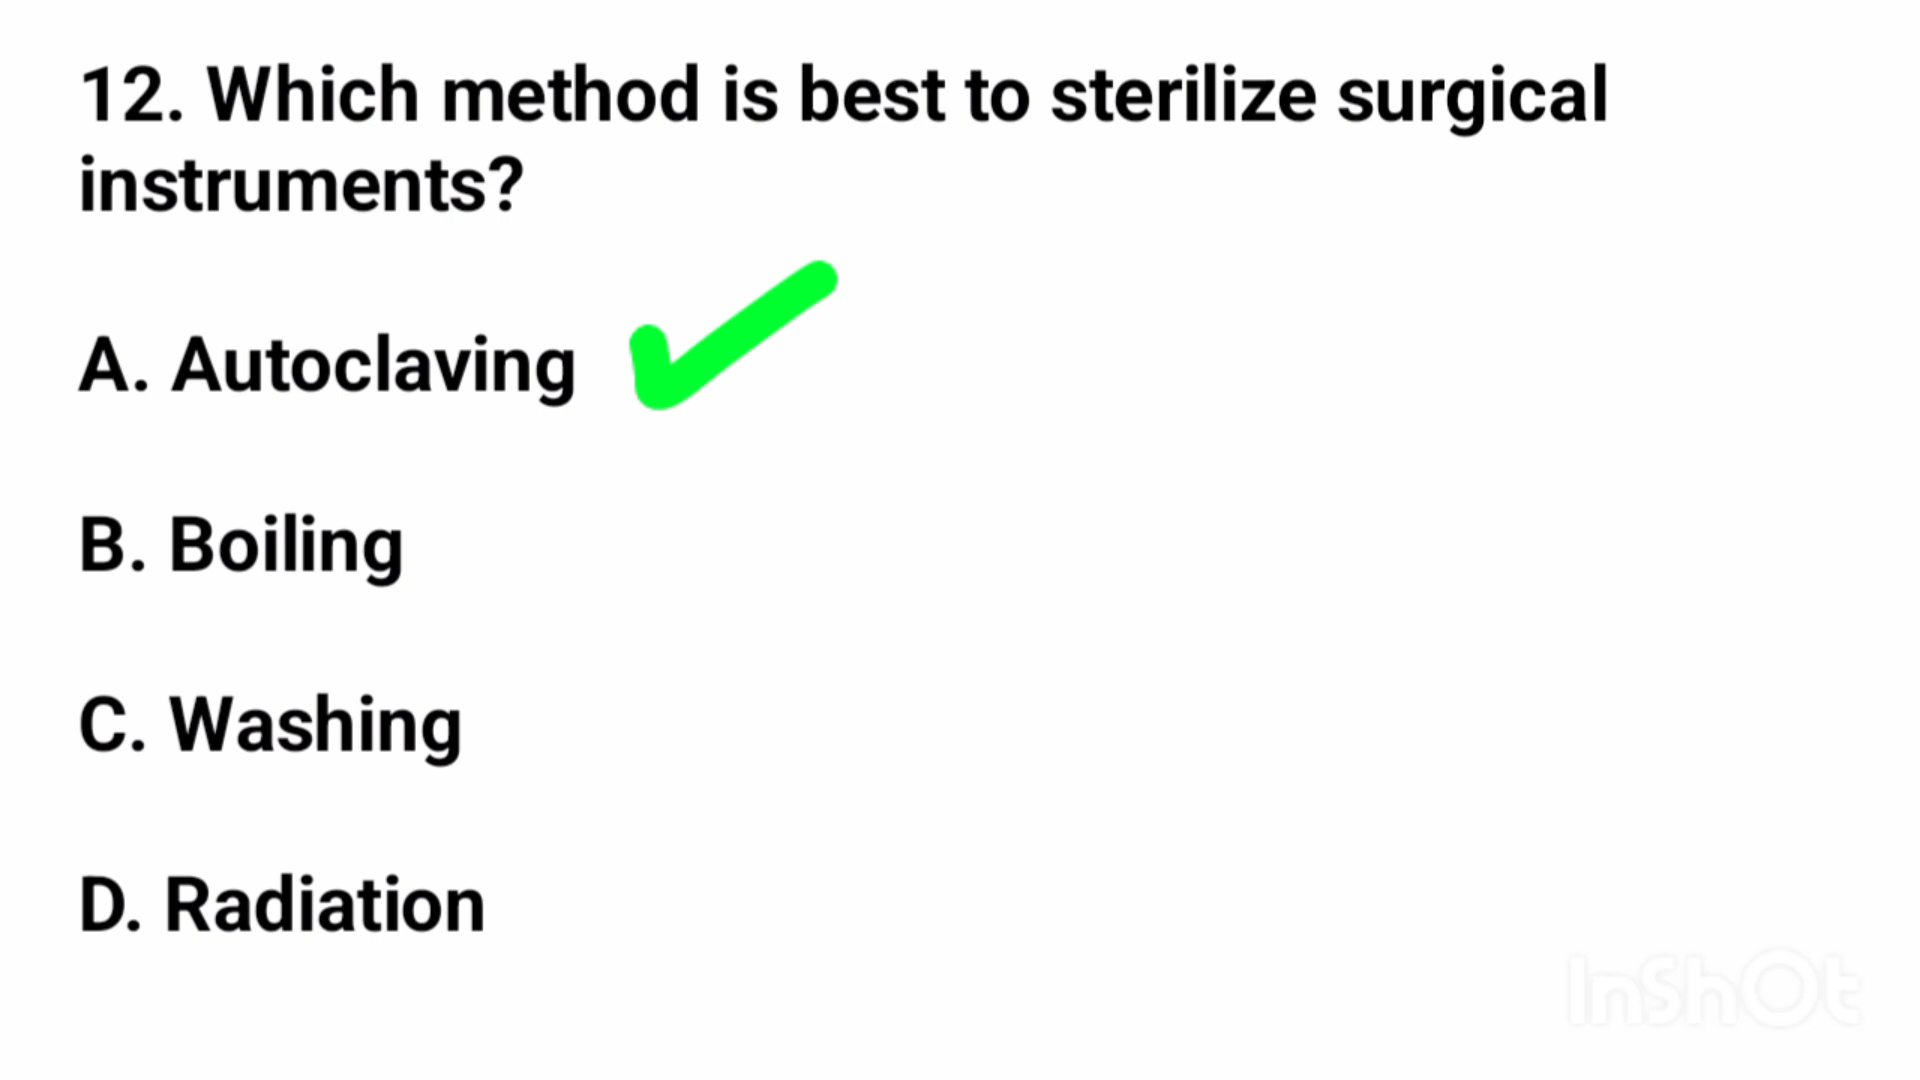 12. Which method is best to sterilize surgical
instruments?
A. Autoclaving
B. Boiling
C. Washing
D. Radiation
InShOt